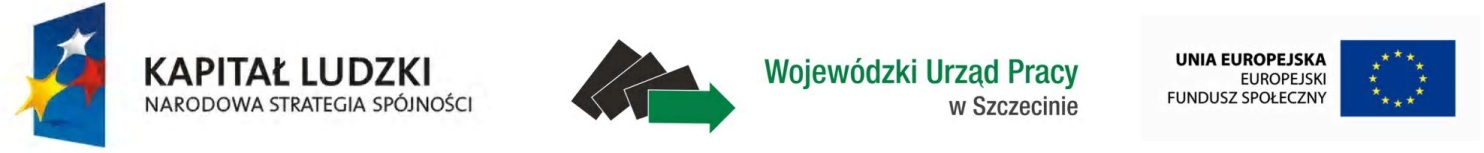 KAPITAŁ LUDZKI
NARODOWA STRATEGIA SPÓJNOŚCI
Wojewódzki Urząd Pracy
w Szczecinie
UNIA EUROPEJSKA
EUROPEJSKI
FUNDUSZ SPOŁECZNY